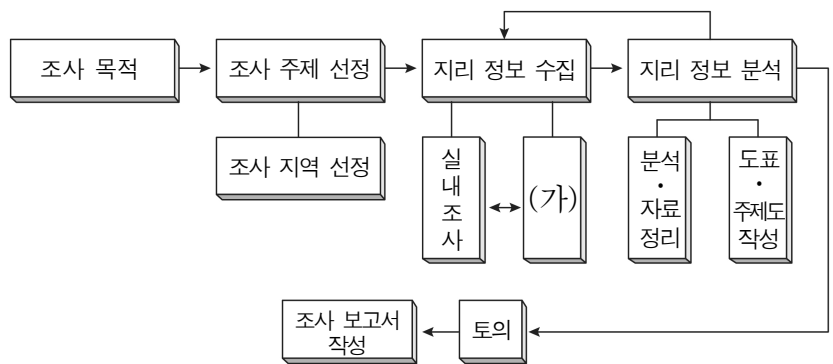 조사 목적
조사 주제 선정
지리 정보 수집
지리 정보 분석
조사 지역 선정
실
내
조
사
(가)
분석
·
자료
정리
도표
·
주제도
작성
조사 보고서
작성
토의